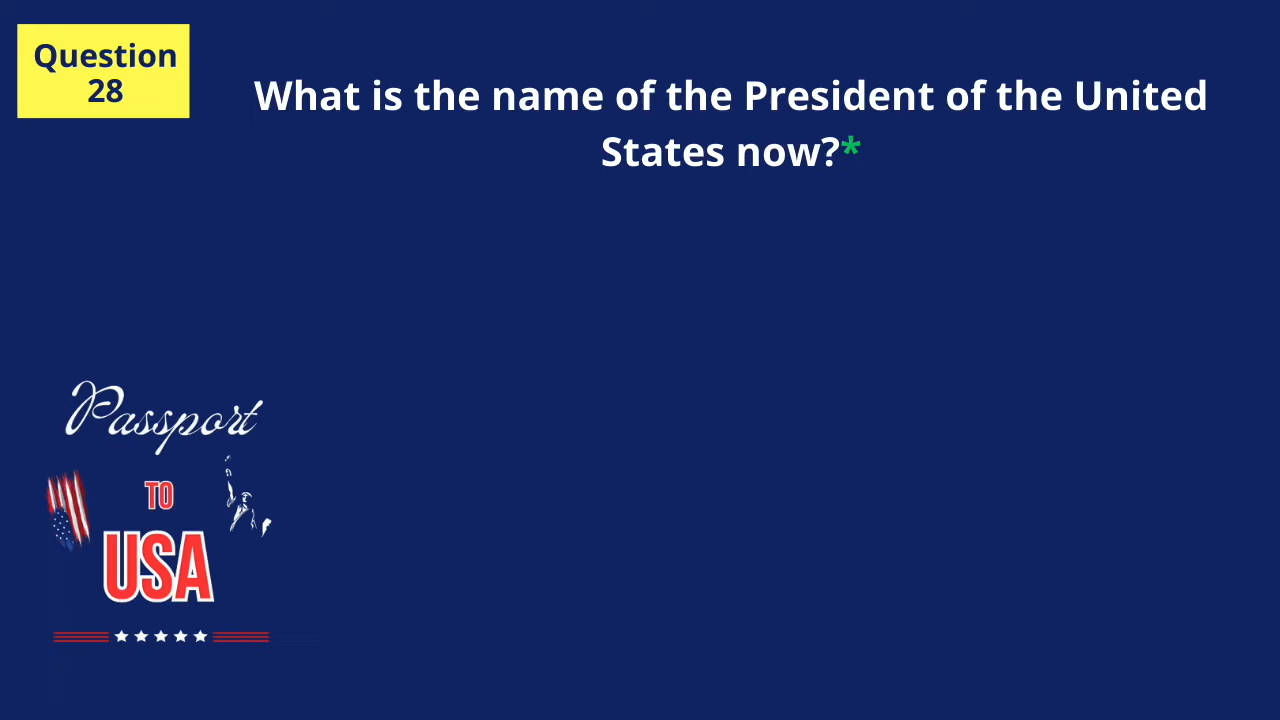 Question
28
What is the name of the President of the United
States now?*
Passport
TO
USA